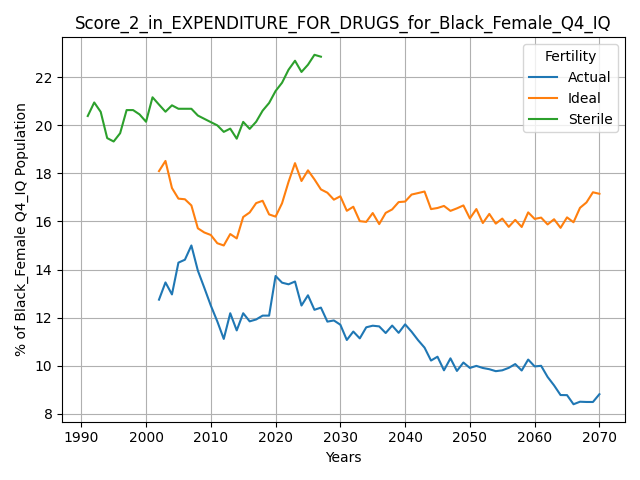 Score_2_in_EXPENDITURE_FOR_DRUGS_for_Black_Female_Q4_IQ
Fertility
Actual
Ideal
Sterile
% of Black_Female Q4_IQ Population
22
20
18
16
14
12
10
8
1990 2000 2010 2020 2030 2040 2050 2060 2070
Years